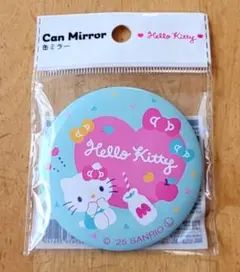 Can Mirror
缶ミラー
Hello Kitty
Hello Kitty
© '25 SANRIO